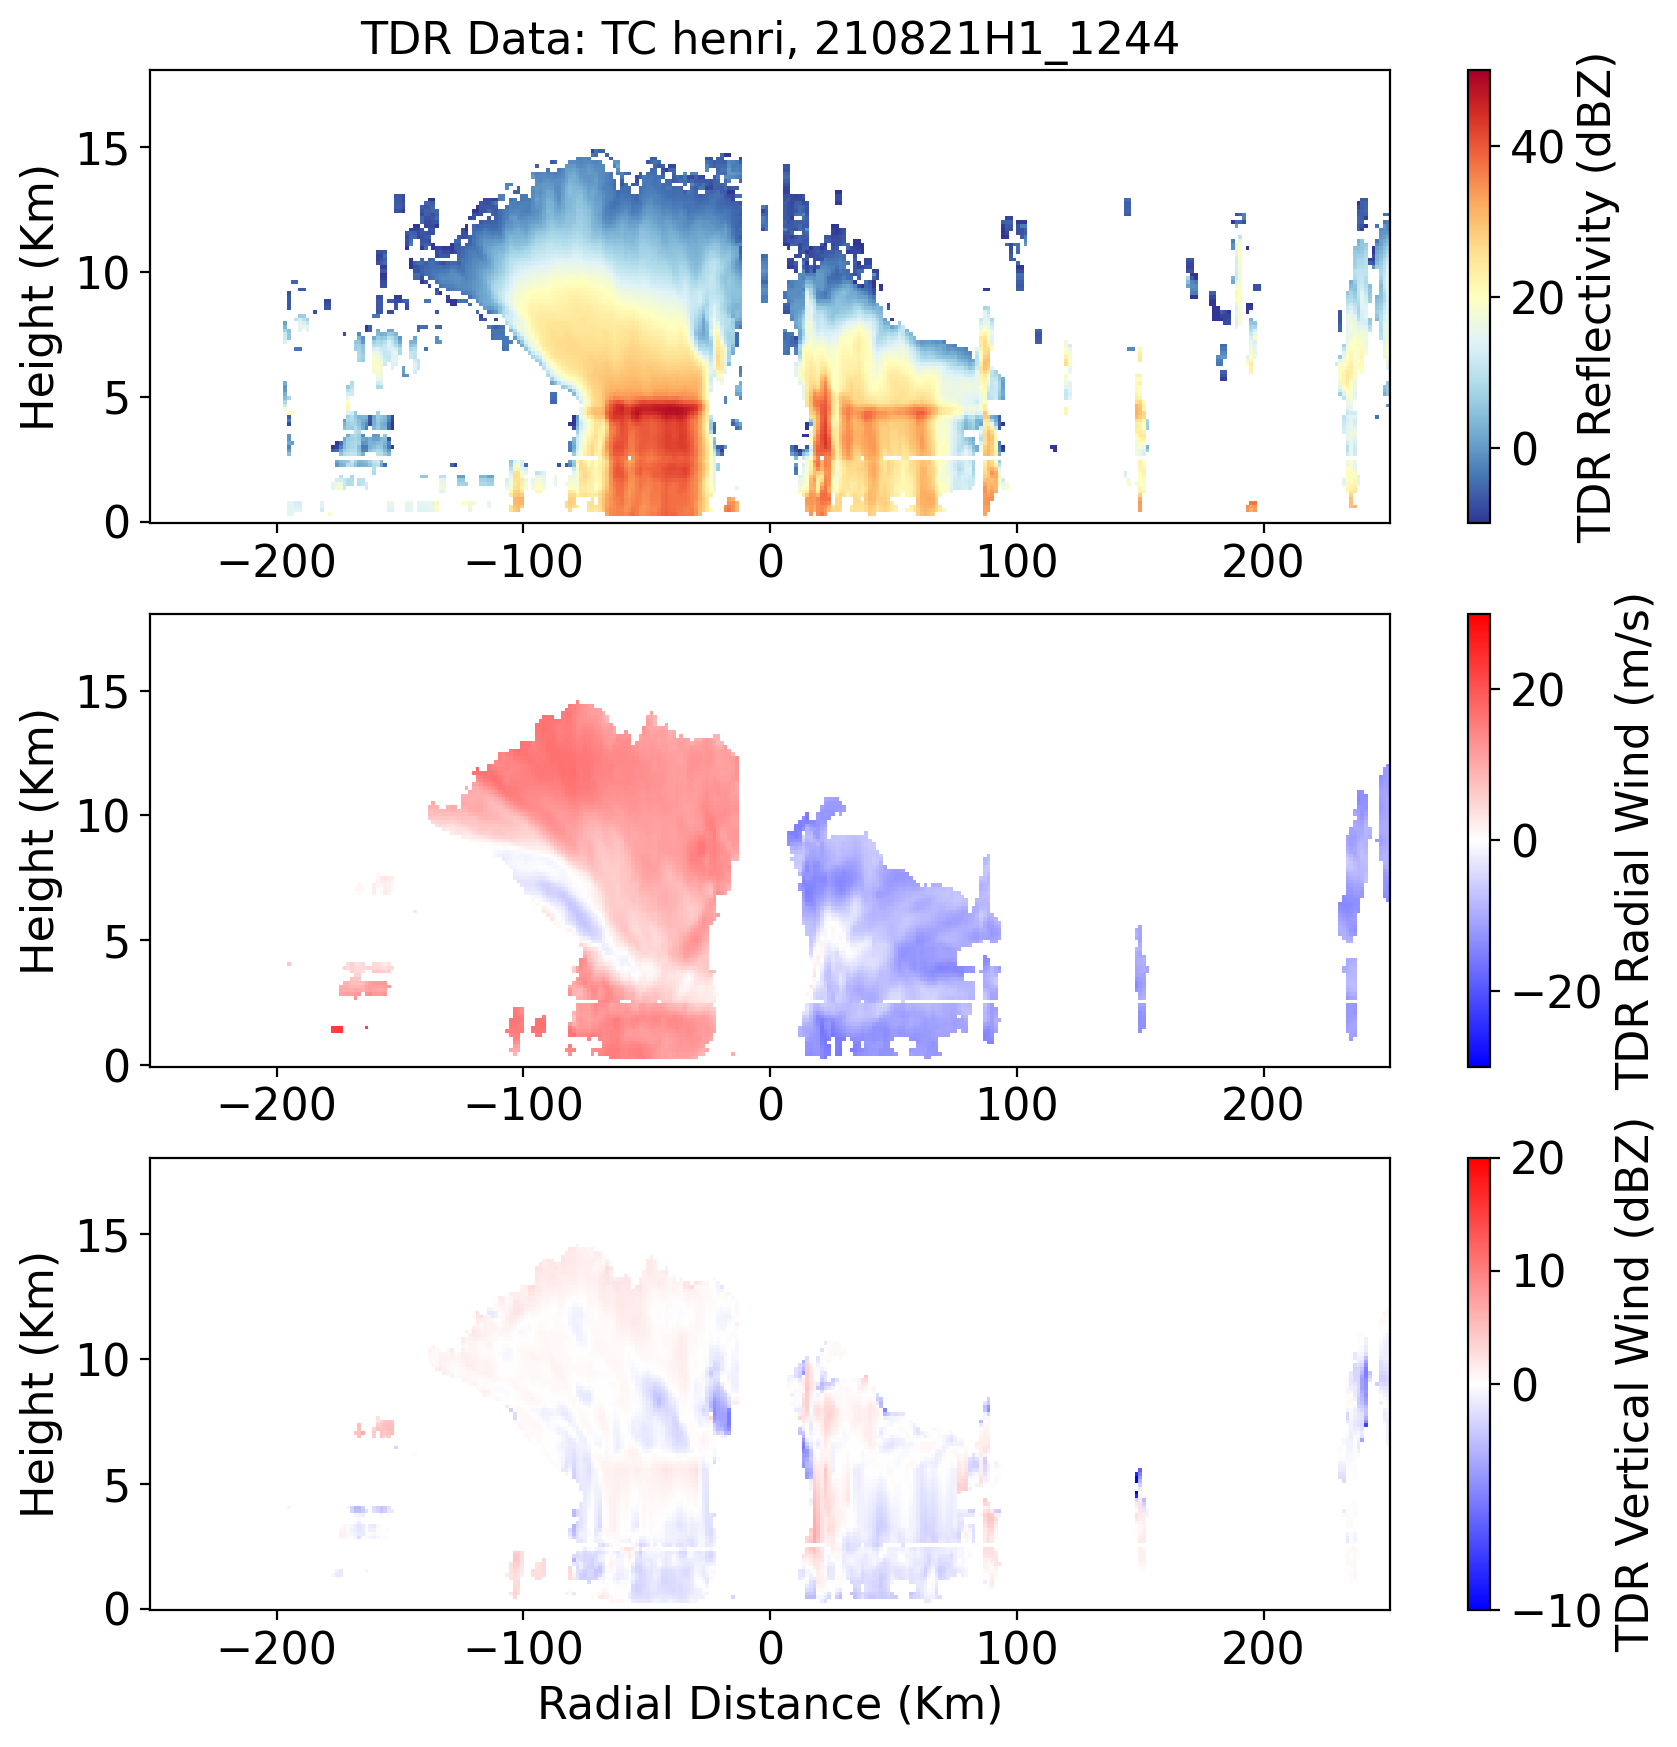 TDR Data: TC henri, 210821H1_1244
Height (Km)
15
10
5
0
−200 −100 0 100 200
40
20
0
TDR Reflectivity (dBZ)
Height (Km)
15
10
5
0
−200 −100 0 100 200
20
0
−20
TDR Radial Wind (m/s)
Height (Km)
15
10
5
0
−200 −100 0 100 200
Radial Distance (Km)
20
10
0
−10
TDR Vertical Wind (dBZ)